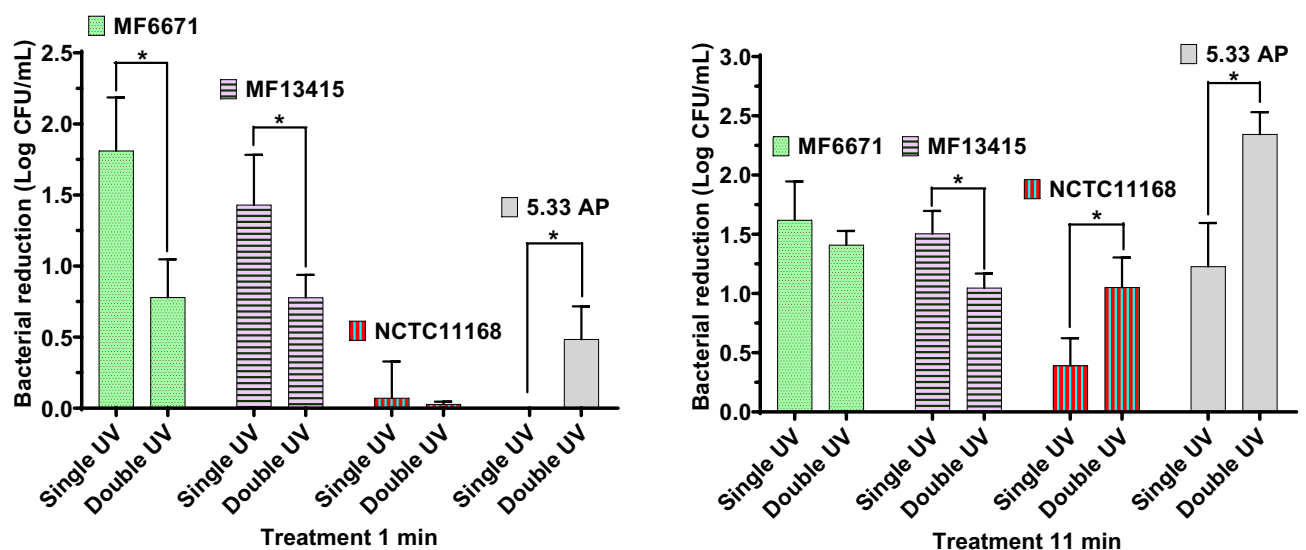 MF6671
MF13415
NCTC11168
5.33 AP
*
*
*
Bacterial reduction (Log CFU/mL)
2.5
2.0
1.5
1.0
0.5
0.0
Single UV
Double UV
Single UV
Double UV
Single UV
Double UV
Single UV
Double UV
Treatment 1 min
5.33 AP
MF6671
MF13415
NCTC11168
*
*
*
Bacterial reduction (Log CFU/mL)
3.0
2.5
2.0
1.5
1.0
0.5
0.0
Single UV
Double UV
Single UV
Double UV
Single UV
Double UV
Single UV
Double UV
Treatment 11 min